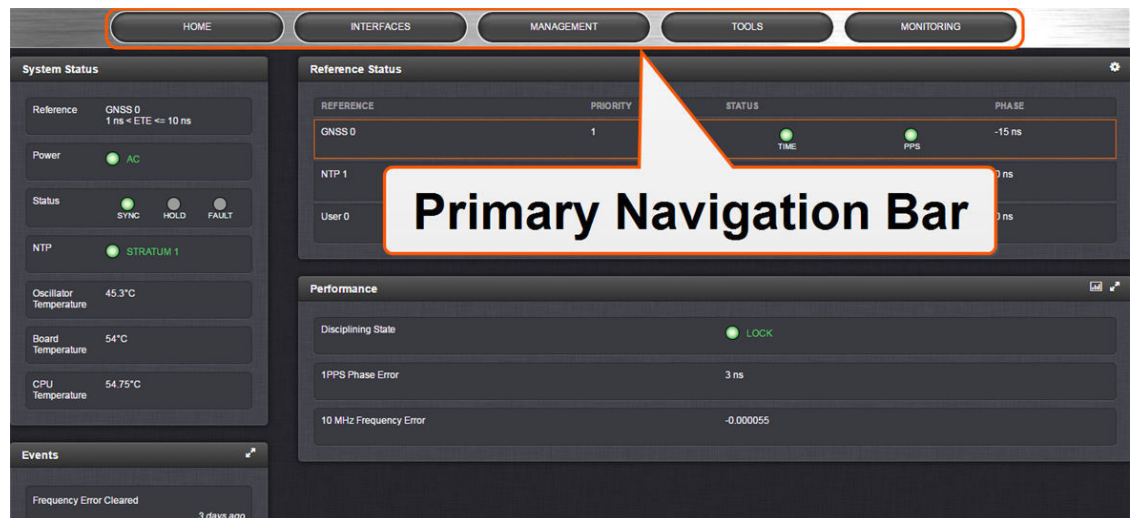 HOME INTERFACES MANAGEMENT TOOLS MONITORING
System Status
Reference GNSS 0
1 ns < ETE <= 10 ns
Power AC
Status SYNC HOLD FAULT
NTP STRATUM 1
Oscillator Temperature 45.3°C
Board Temperature 54°C
CPU Temperature 54.75°C
Events
Frequency Error Cleared
3 days ago
Reference Status
REFERENCE PRIORITY STATUS PHASE
GNSS 0 1 TIME PPS -15 ns
NTP 1 ns
User 0 ns
Primary Navigation Bar
Performance
Disciplining State LOCK
1PPS Phase Error 3 ns
10 MHz Frequency Error -0.000055